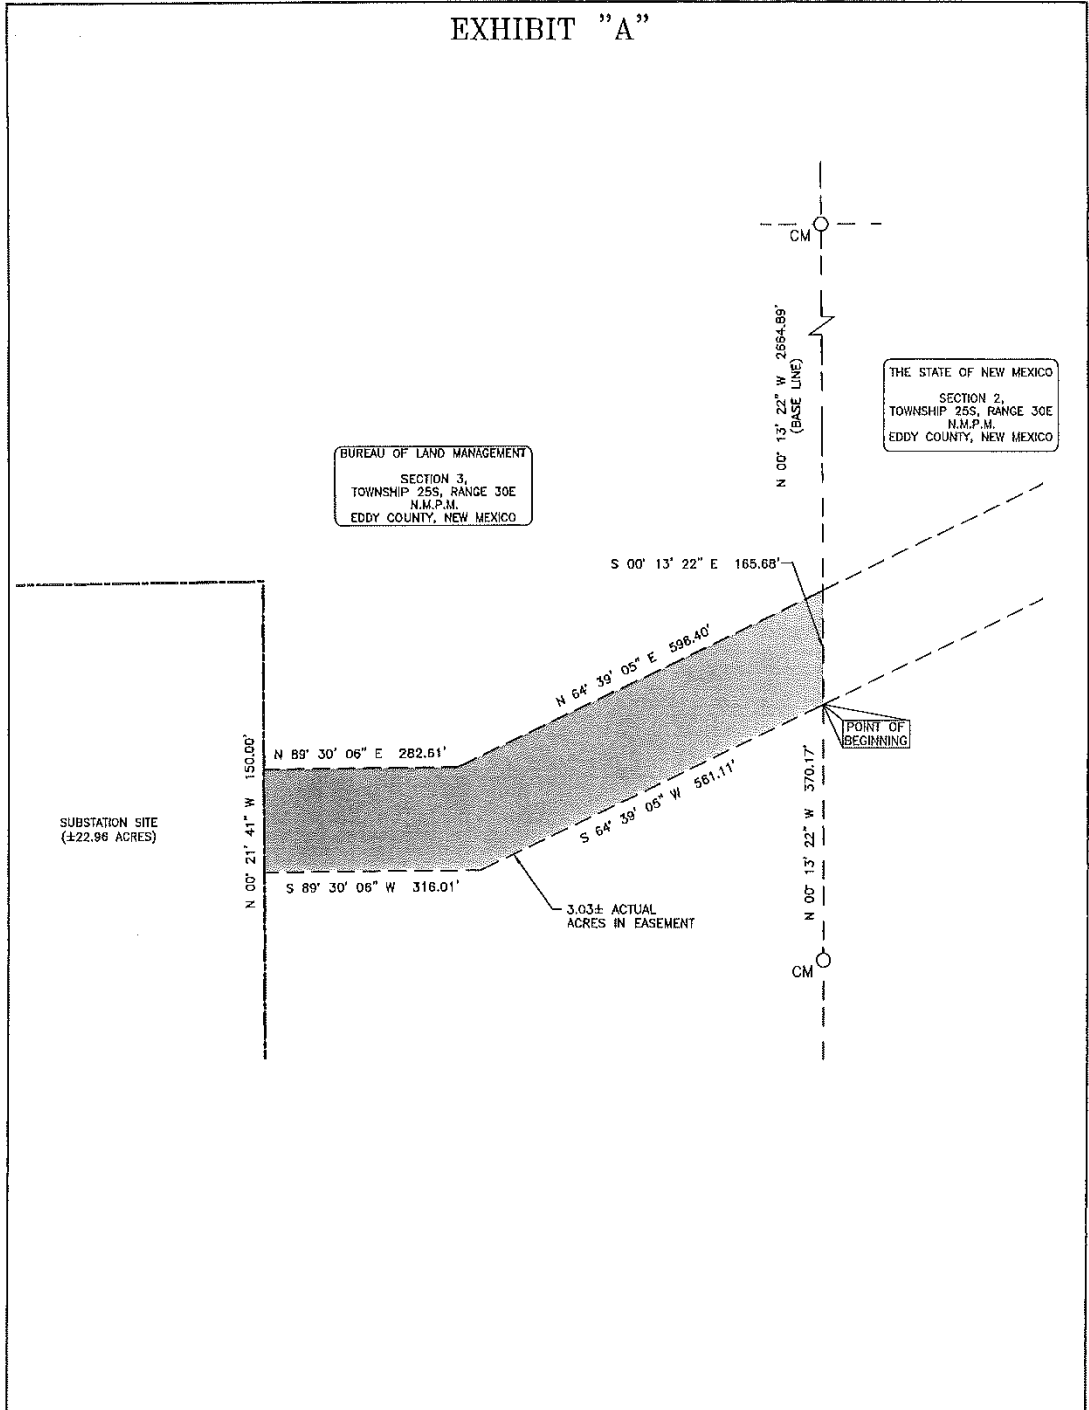 EXHIBIT "A"
CM
N 00° 13' 22" W 2664.89'
(BASE LINE)
THE STATE OF NEW MEXICO
SECTION 2,
TOWNSHIP 25S, RANGE 30E
N.M.P.M.
EDDY COUNTY, NEW MEXICO
BUREAU OF LAND MANAGEMENT
SECTION 3,
TOWNSHIP 25S, RANGE 30E
N.M.P.M.
EDDY COUNTY, NEW MEXICO
S 00° 13' 22" E 165.68'
N 64° 39' 05" E 598.40'
POINT OF
BEGINNING
N 89° 30' 06" E 282.61'
N 00° 21' 41" W 150.00'
SUBSTATION SITE
(±22.96 ACRES)
S 64° 39' 05" W 561.11'
N 00° 13' 22" W 370.17'
S 89° 30' 06" W 316.01'
3.03± ACTUAL
ACRES IN EASEMENT
CM